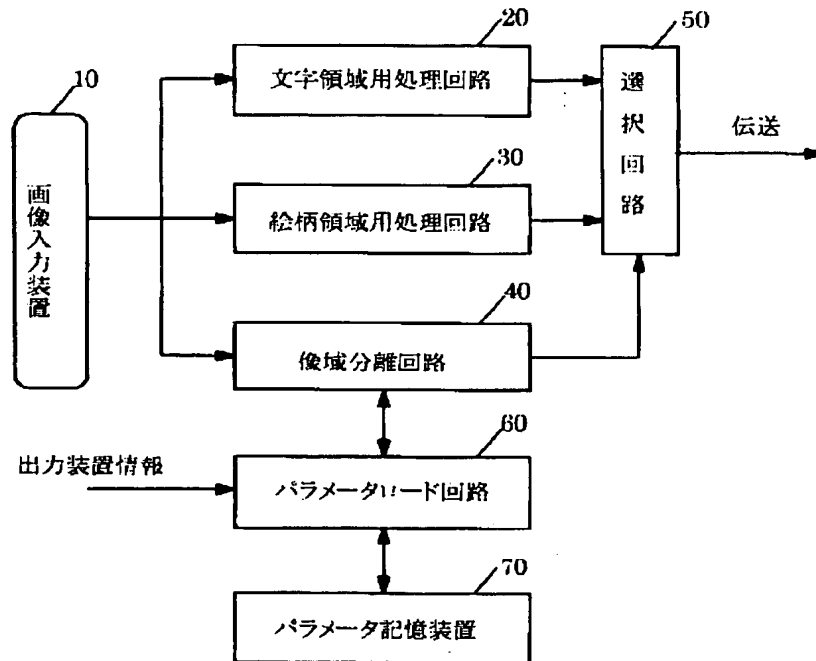 20
文字領域用処理回路
50
選択回路
10
画像入力装置
伝送
30
絵柄領域用処理回路
40
像域分離回路
60
出力装置情報
パラメータロード回路
70
パラメータ記憶装置